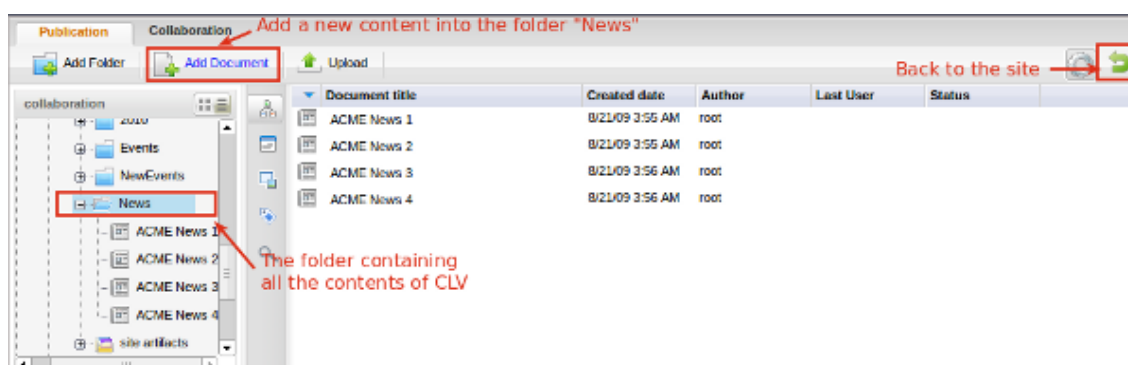 Publication Collaboration Add a new content into the folder "News"
Add Folder Add Document Upload
Back to the site
collaboration
Document title Created date Author Last User Status
2010
ACME News 1 8/21/09 3:55 AM root
Events
ACME News 2 8/21/09 3:55 AM root
NewEvents
ACME News 3 8/21/09 3:56 AM root
News
ACME News 4 8/21/09 3:56 AM root
ACME News 1
ACME News 2
The folder containing
all the contents of CLV
ACME News 3
ACME News 4
site artifacts